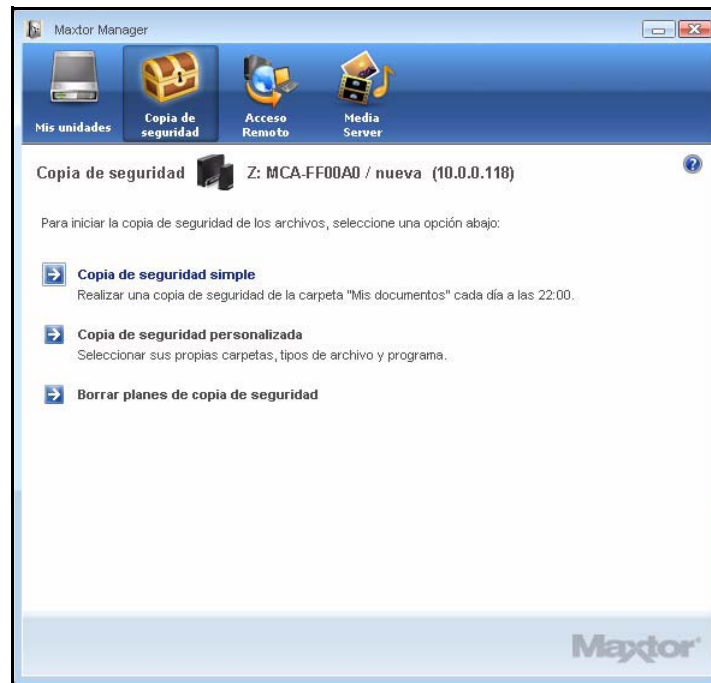 Maxtor Manager
Mis unidades
Copia de
seguridad
Acceso
Remoto
Media
Server
Copia de seguridad Z: MCA-FF00A0 / nueva (10.0.0.118)
?
Para iniciar la copia de seguridad de los archivos, seleccione una opción abajo:
Copia de seguridad simple
Realizar una copia de seguridad de la carpeta "Mis documentos" cada día a las 22:00.
Copia de seguridad personalizada
Seleccionar sus propias carpetas, tipos de archivo y programa.
Borrar planes de copia de seguridad
Maxtor